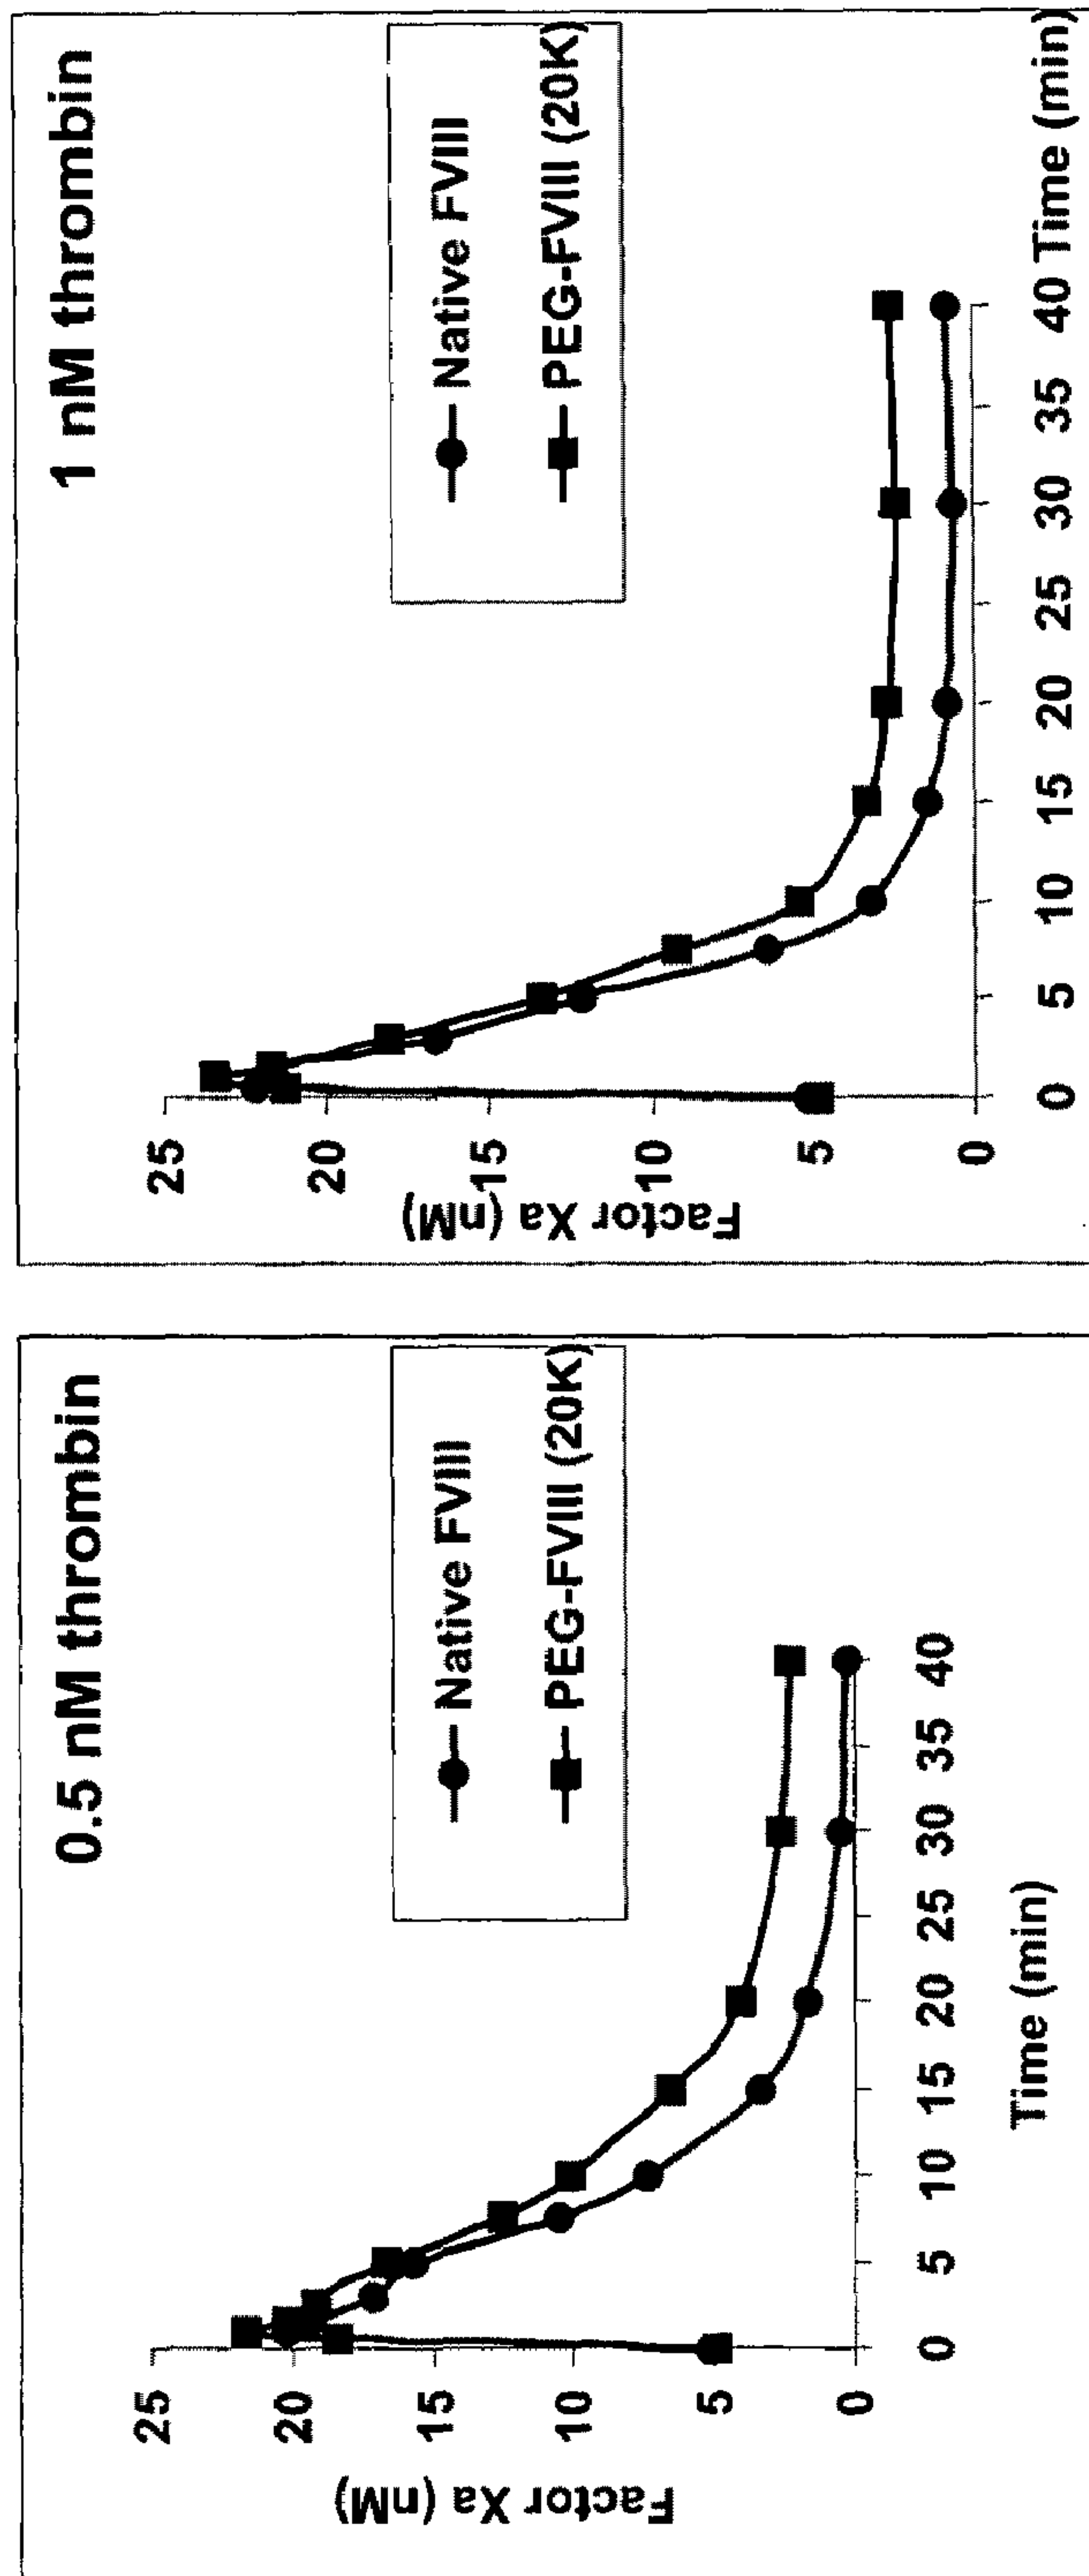 0.5 nM thrombin
Native FVIII
PEG-FVIII (20K)
Factor Xa (nM)
25
20
15
10
5
0
0 5 10 15 20 25 30 35 40
Time (min)
1 nM thrombin
Native FVIII
PEG-FVIII (20K)
Factor Xa (nM)
25
20
15
10
5
0
0 5 10 15 20 25 30 35 40 Time (min)